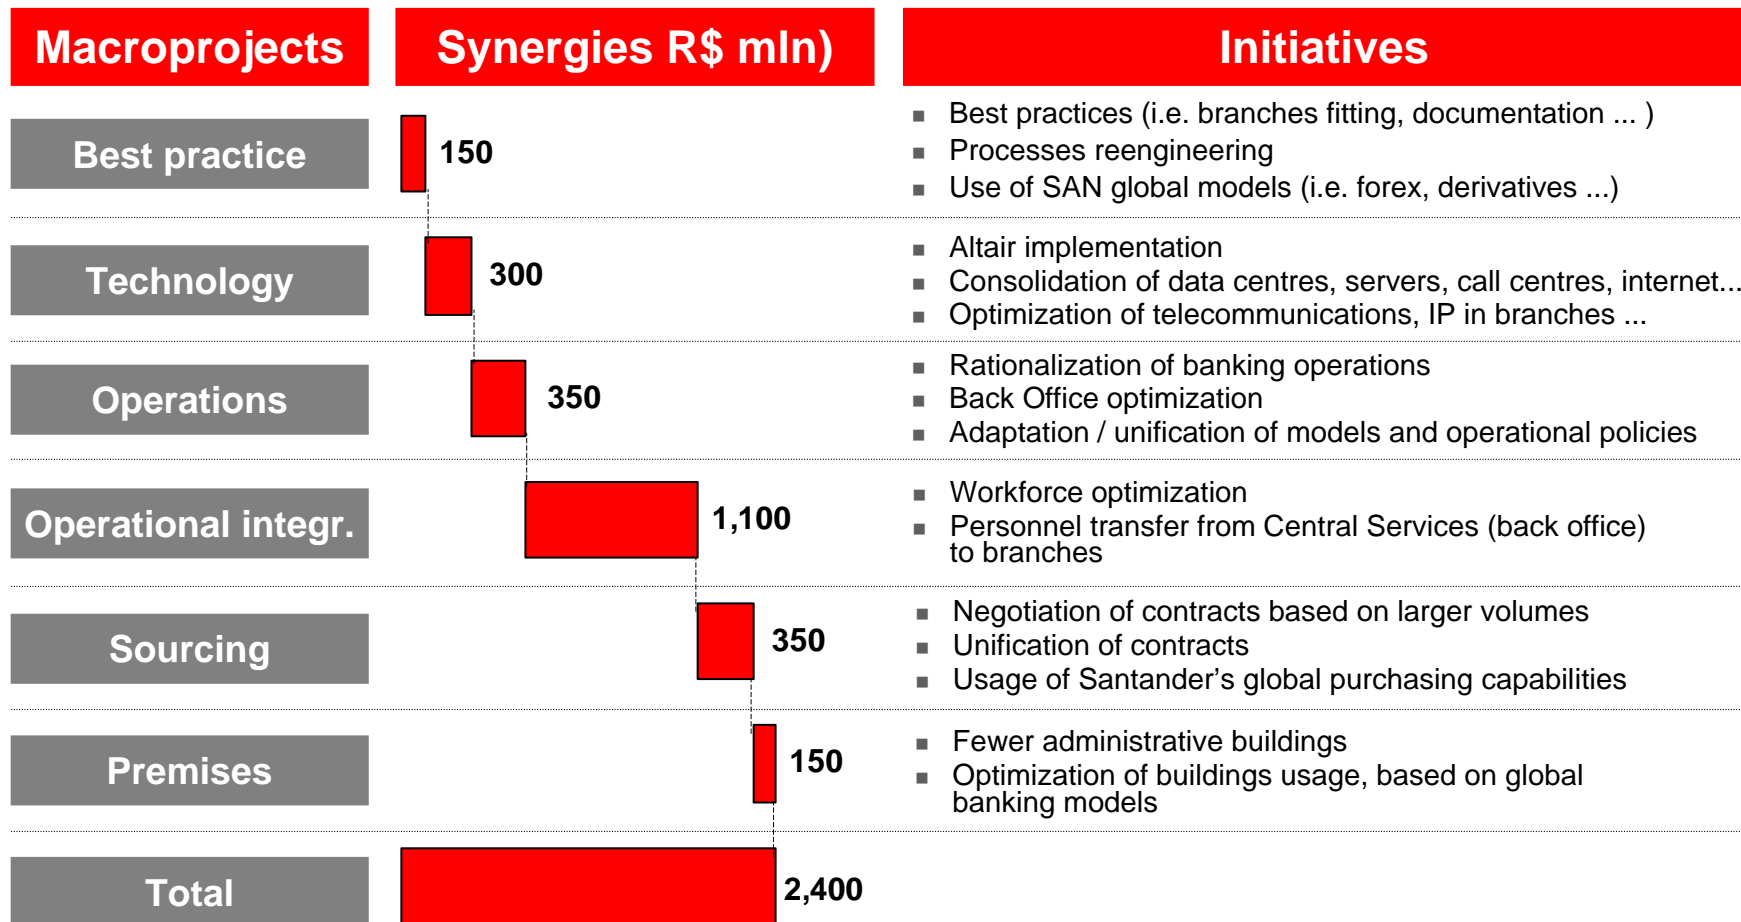 Macroprojects
Synergies R$ mln)
Initiatives
Best practice
150
■ Best practices (i.e. branches fitting, documentation ... )
■ Processes reengineering
■ Use of SAN global models (i.e. forex, derivatives ...)
Technology
300
■ Altair implementation
■ Consolidation of data centres, servers, call centres, internet...
■ Optimization of telecommunications, IP in branches ...
Operations
350
■ Rationalization of banking operations
■ Back Office optimization
■ Adaptation / unification of models and operational policies
Operational integr.
1,100
■ Workforce optimization
■ Personnel transfer from Central Services (back office)
to branches
Sourcing
350
■ Negotiation of contracts based on larger volumes
■ Unification of contracts
■ Usage of Santander’s global purchasing capabilities
Premises
150
■ Fewer administrative buildings
■ Optimization of buildings usage, based on global
banking models
Total
2,400